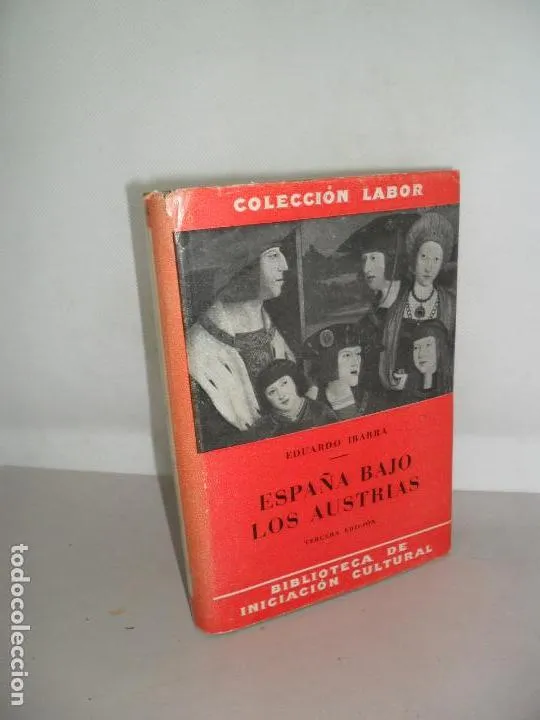 COLECCIÓN LABOR
EDUARDO IBARRA
ESPAÑA BAJO
LOS AUSTRIAS
TERCERA EDICIÓN
BIBLIOTECA DE
INICIACIÓN CULTURAL
todocoleccion